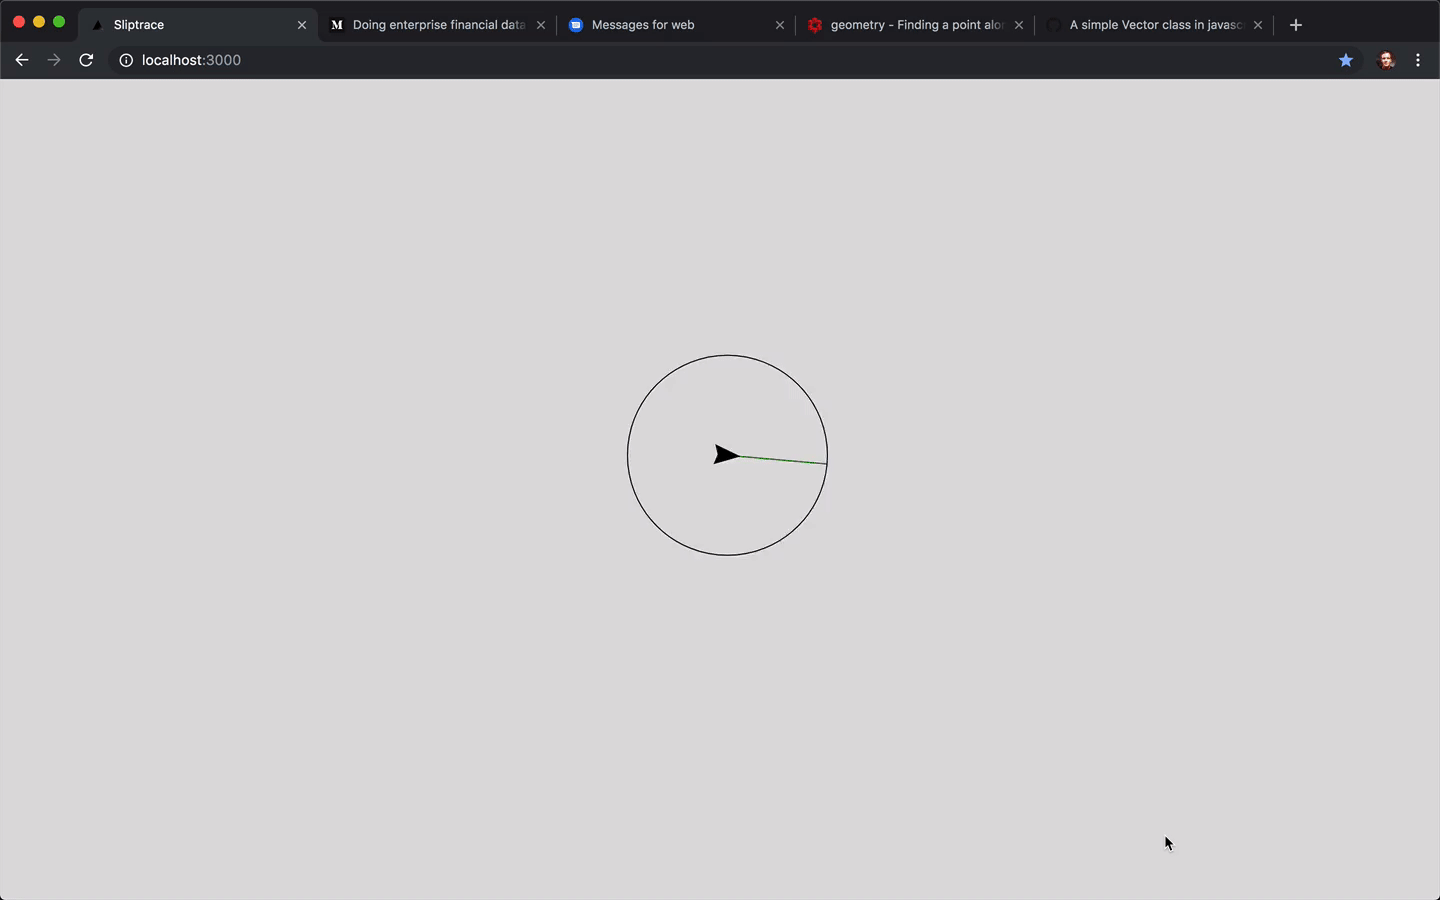 Sliptrace
M Doing enterprise financial data
Messages for web
geometry - Finding a point alo
A simple Vector class in javasc
localhost:3000